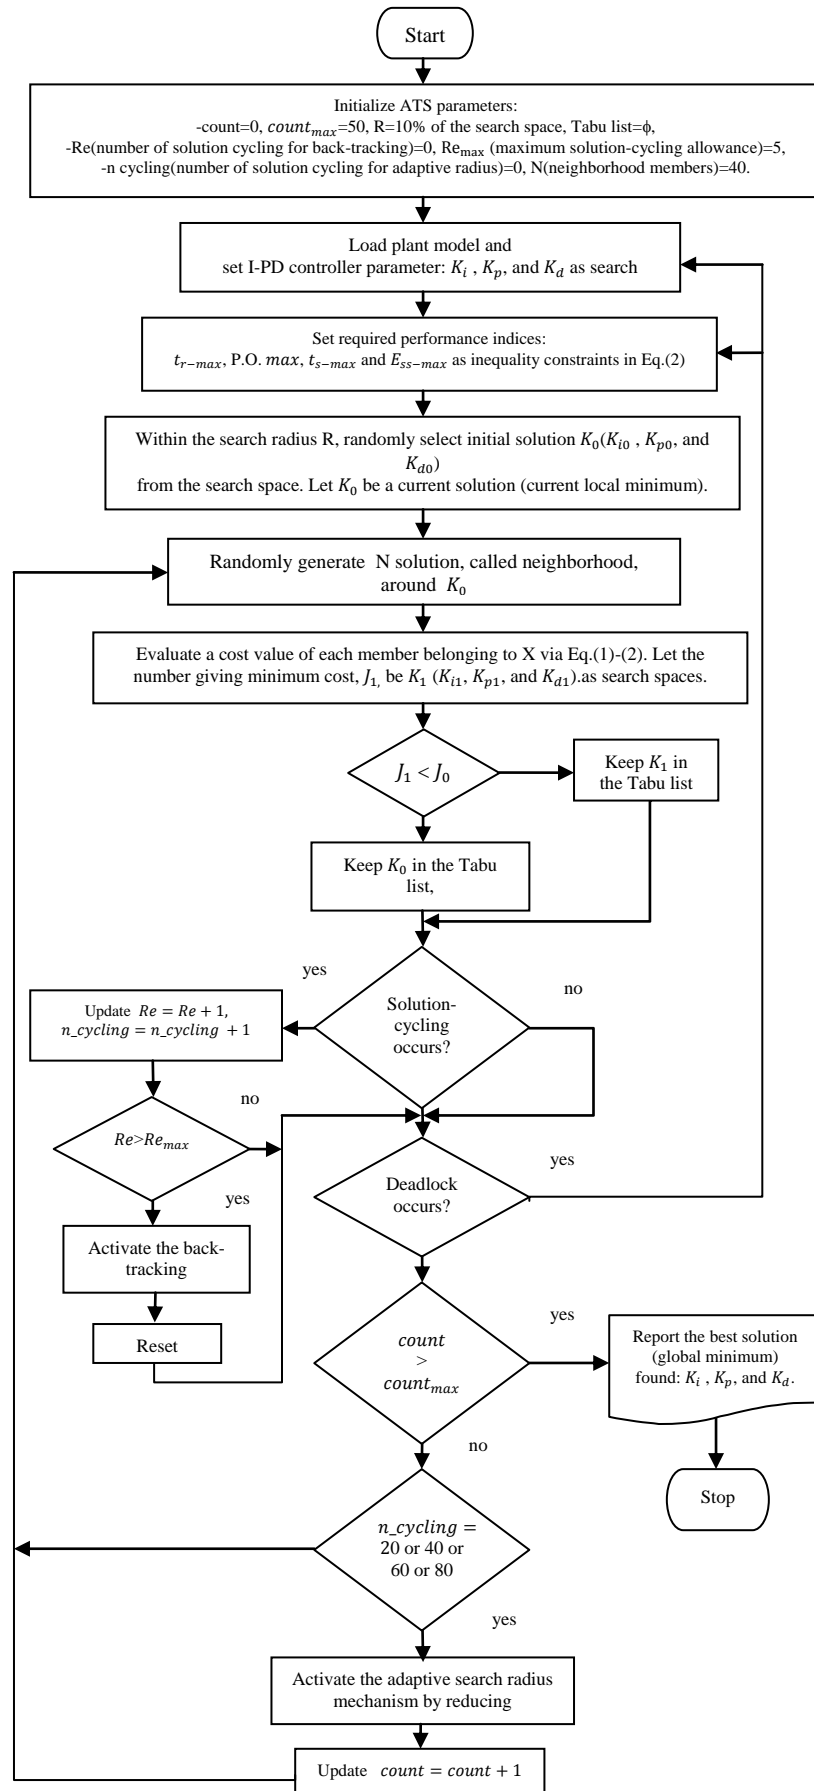 Start
Initialize ATS parameters:
-count=0, count_max=50, R=10% of the search space, Tabu list=ϕ,
-Re(number of solution cycling for back-tracking)=0, Re_max (maximum solution-cycling allowance)=5,
-n cycling(number of solution cycling for adaptive radius)=0, N(neighborhood members)=40.
Load plant model and
set I-PD controller parameter: K_i , K_p, and K_d as search
Set required performance indices:
t_r−max, P.O. max, t_s−max and E_ss−max as inequality constraints in Eq.(2)
Within the search radius R, randomly select initial solution K_0(K_i0 , K_p0, and
K_d0)
from the search space. Let K_0 be a current solution (current local minimum).
Randomly generate N solution, called neighborhood,
around K_0
Evaluate a cost value of each member belonging to X via Eq.(1)-(2). Let the
number giving minimum cost, J_1, be K_1 (K_i1, K_p1, and K_d1).as search spaces.
J_1 < J_0
Keep K_1 in
the Tabu list
Keep K_0 in the Tabu
list,
yes
no
Solution-
cycling
occurs?
Update Re = Re + 1,
n_cycling = n_cycling + 1
no
Re>Re_max
yes
Deadlock
occurs?
yes
Activate the back-
tracking
Reset
count
>
count_max
yes
Report the best solution
(global minimum)
found: K_i , K_p, and K_d.
no
Stop
n_cycling =
20 or 40 or
60 or 80
yes
Activate the adaptive search radius
mechanism by reducing
Update count = count + 1